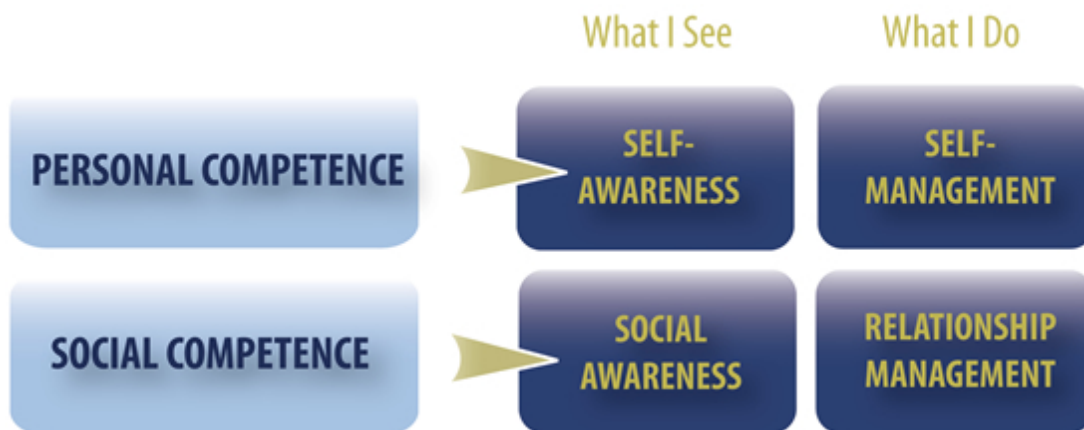 What I See What I Do
PERSONAL COMPETENCE
SELF-
AWARENESS
SELF-
MANAGEMENT
SOCIAL COMPETENCE
SOCIAL
AWARENESS
RELATIONSHIP
MANAGEMENT